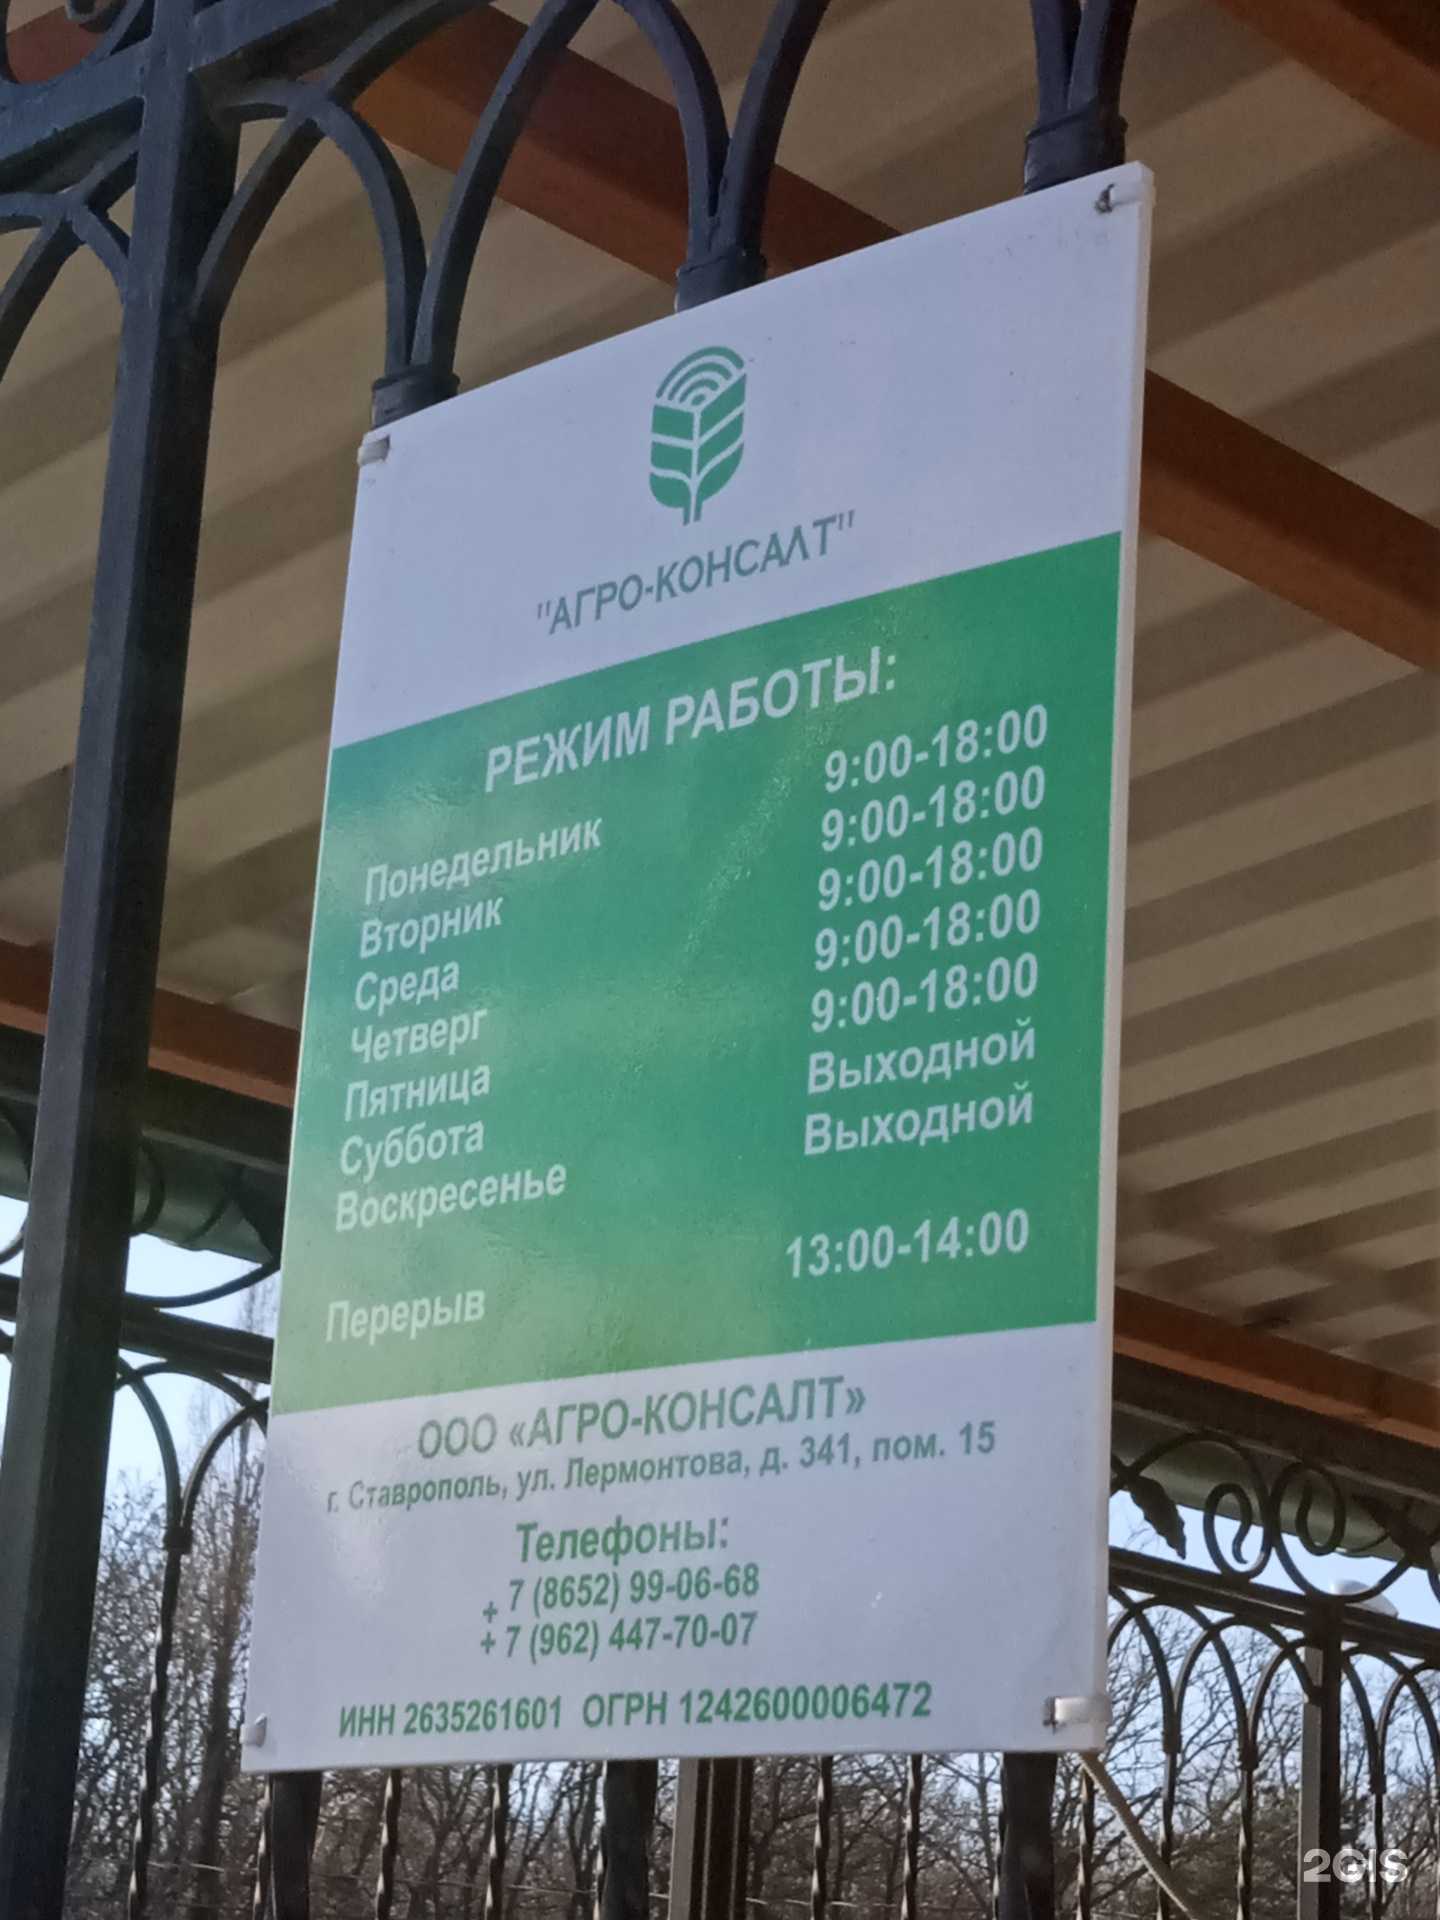 "АГРО-КОНСАЛТ"
РЕЖИМ РАБОТЫ:
Понедельник 9:00-18:00
Вторник 9:00-18:00
Среда 9:00-18:00
Четверг 9:00-18:00
Пятница 9:00-18:00
Суббота Выходной
Воскресенье Выходной
Перерыв 13:00-14:00
ООО «АГРО-КОНСАЛТ»
г. Ставрополь, ул. Лермонтова, д. 341, пом. 15
Телефоны:
+ 7 (8652) 99-06-68
+ 7 (962) 447-70-07
ИНН 2635261601 ОГРН 1242600006472
2GIS